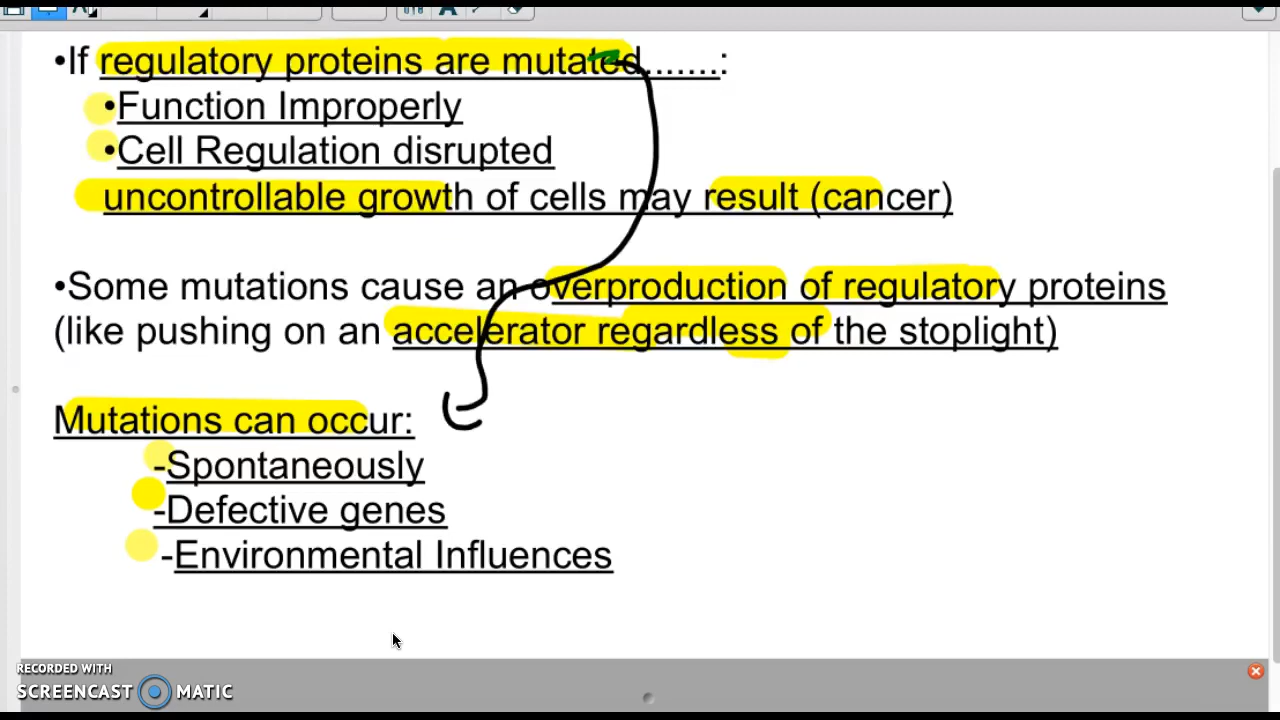 •If regulatory proteins are mutated.......:
•Function Improperly
•Cell Regulation disrupted
uncontrollable growth of cells may result (cancer)
•Some mutations cause an overproduction of regulatory proteins
(like pushing on an accelerator regardless of the stoplight)
Mutations can occur:
-Spontaneously
-Defective genes
-Environmental Influences
RECORDED WITH
SCREENCAST MATIC